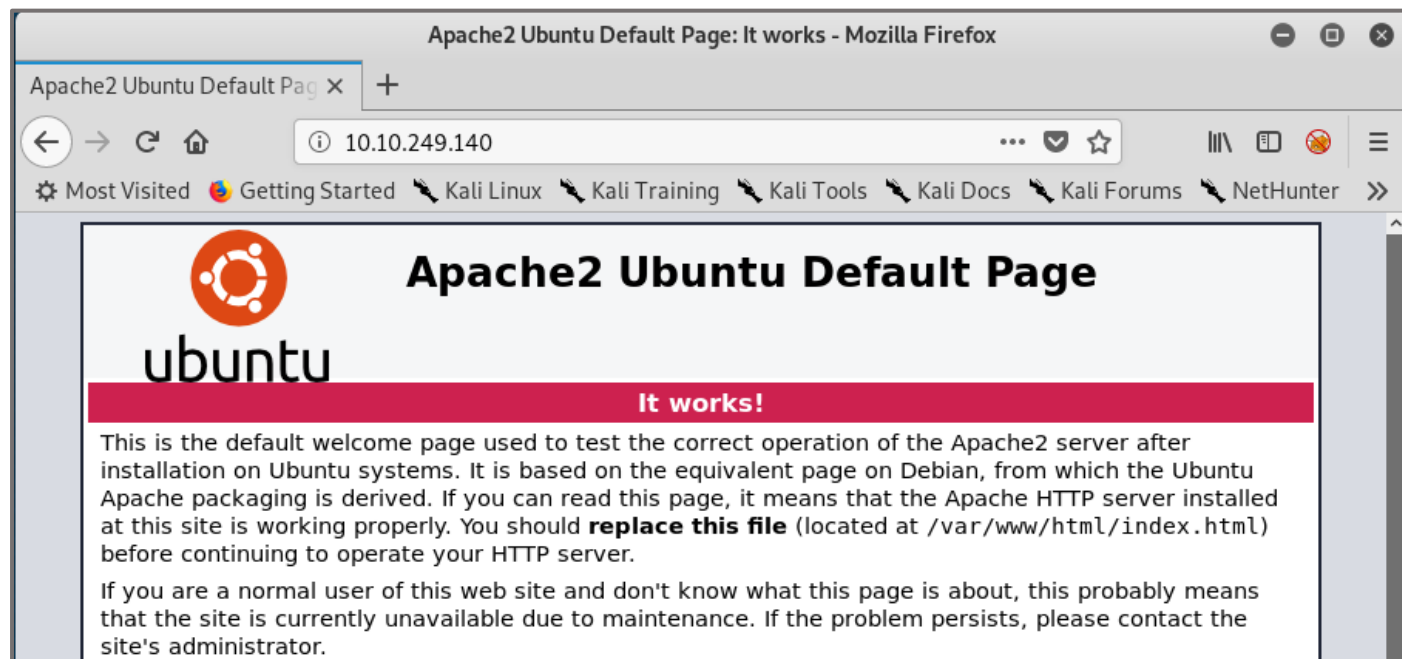 Apache2 Ubuntu Default Page: It works - Mozilla Firefox
Apache2 Ubuntu Default Pag
10.10.249.140
Most Visited Getting Started Kali Linux Kali Training Kali Tools Kali Docs Kali Forums NetHunter
ubuntu
Apache2 Ubuntu Default Page
It works!
This is the default welcome page used to test the correct operation of the Apache2 server after
installation on Ubuntu systems. It is based on the equivalent page on Debian, from which the Ubuntu
Apache packaging is derived. If you can read this page, it means that the Apache HTTP server installed
at this site is working properly. You should replace this file (located at /var/www/html/index.html)
before continuing to operate your HTTP server.
If you are a normal user of this web site and don't know what this page is about, this probably means
that the site is currently unavailable due to maintenance. If the problem persists, please contact the
site's administrator.